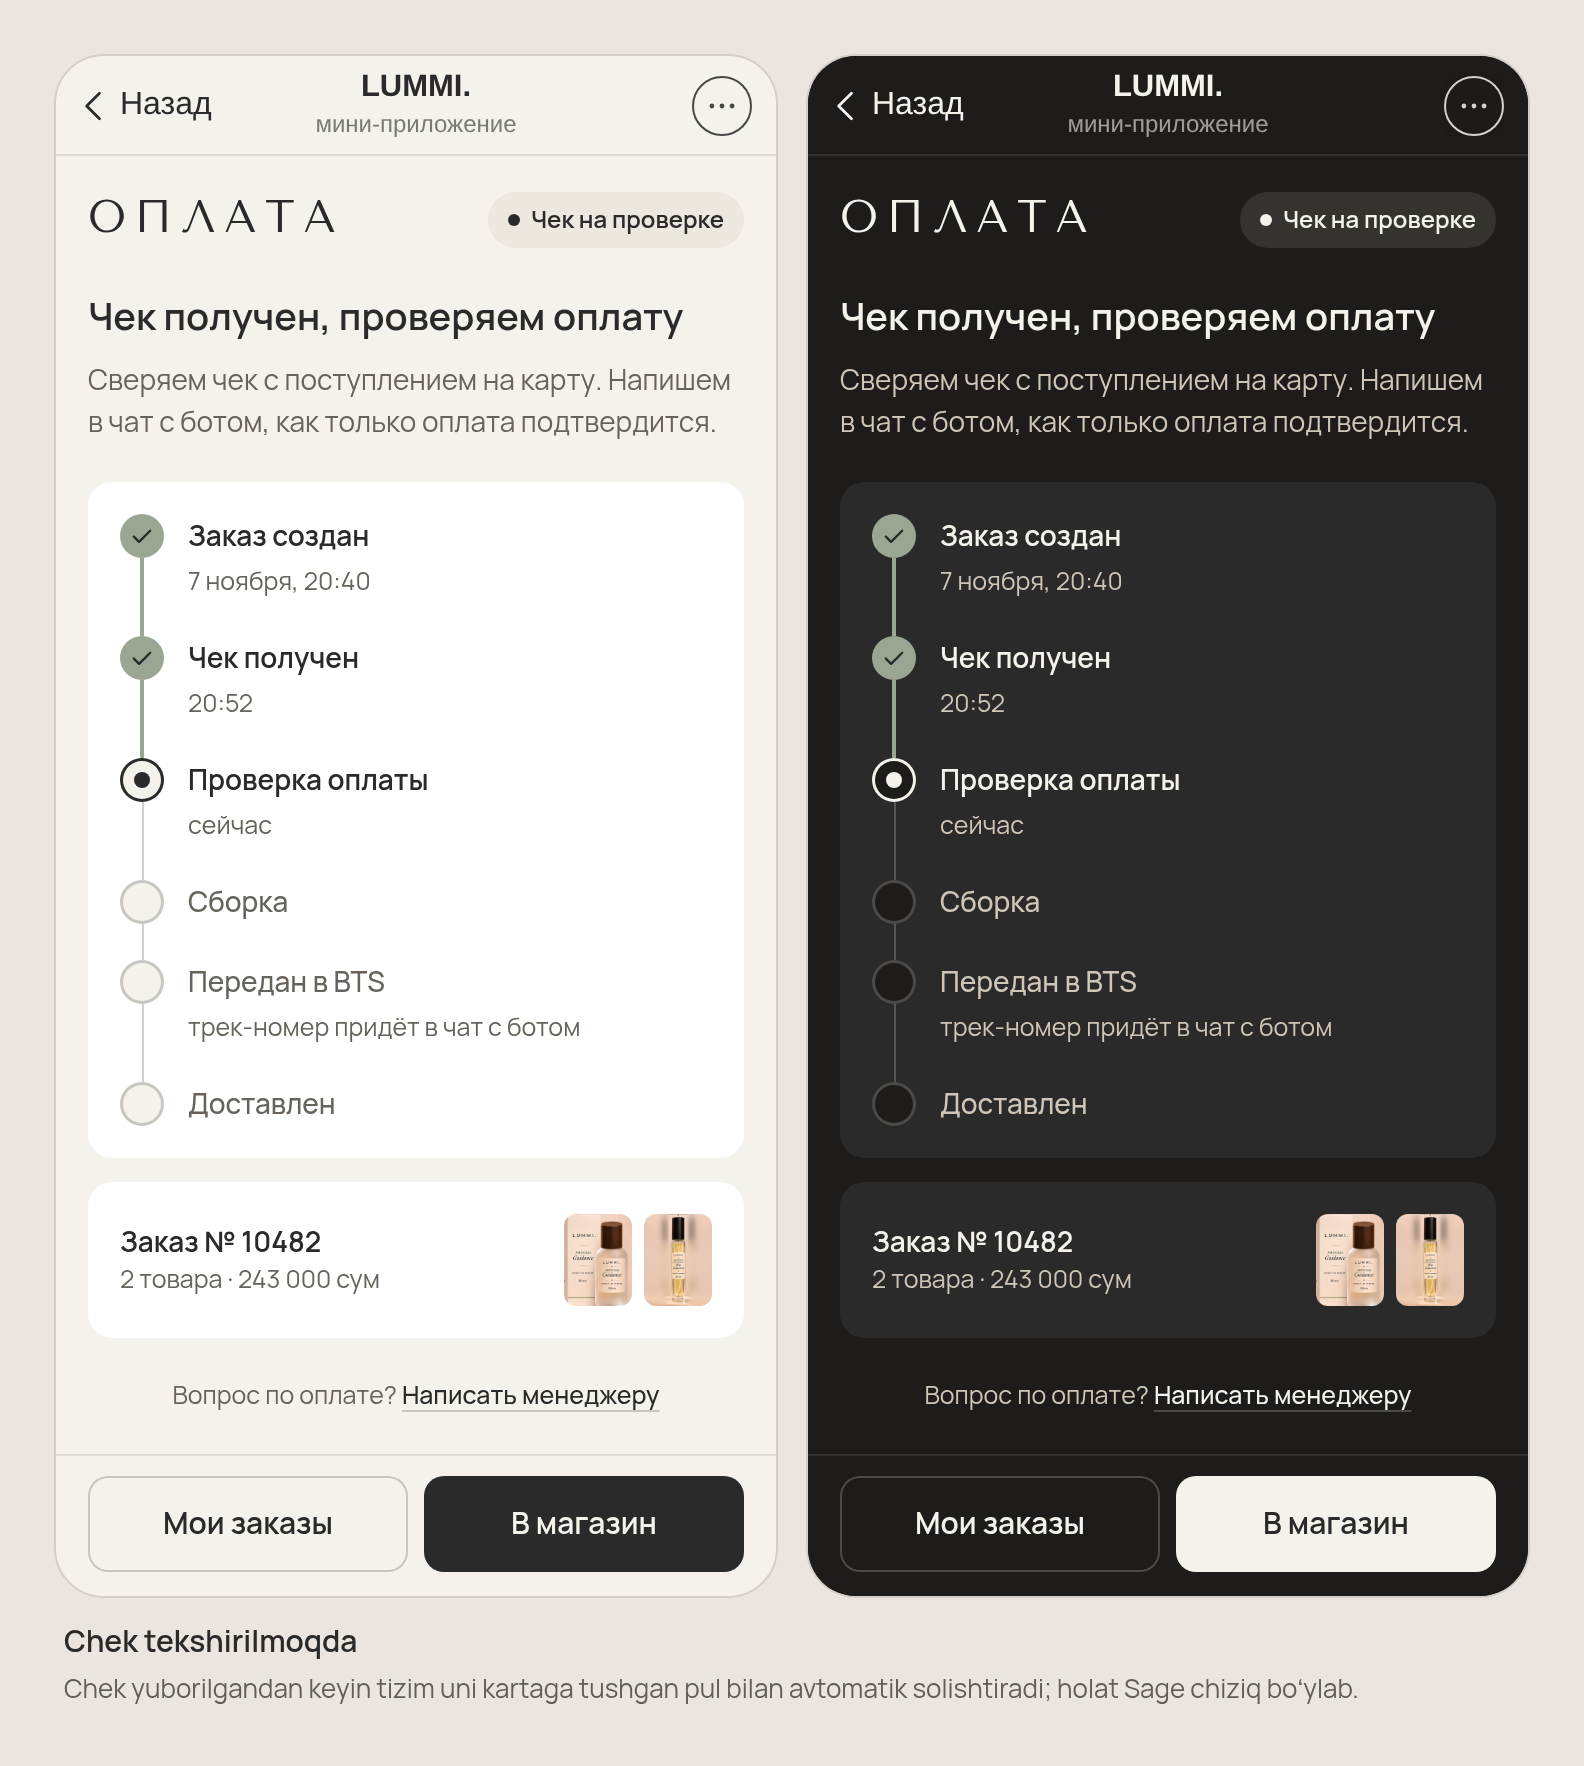 Назад
LUMMI.
мини-приложение
ОПЛАТА
Чек на проверке
Чек получен, проверяем оплату
Сверяем чек с поступлением на карту. Напишем
в чат с ботом, как только оплата подтвердится.
Заказ создан
7 ноября, 20:40
Чек получен
20:52
Проверка оплаты
сейчас
Сборка
Передан в BTS
трек-номер придёт в чат с ботом
Доставлен
Заказ № 10482
2 товара · 243 000 сум
Вопрос по оплате? Написать менеджеру
Мои заказы
В магазин
Назад
LUMMI.
мини-приложение
ОПЛАТА
Чек на проверке
Чек получен, проверяем оплату
Сверяем чек с поступлением на карту. Напишем
в чат с ботом, как только оплата подтвердится.
Заказ создан
7 ноября, 20:40
Чек получен
20:52
Проверка оплаты
сейчас
Сборка
Передан в BTS
трек-номер придёт в чат с ботом
Доставлен
Заказ № 10482
2 товара · 243 000 сум
Вопрос по оплате? Написать менеджеру
Мои заказы
В магазин
Chek tekshirilmoqda
Chek yuborilgandan keyin tizim uni kartaga tushgan pul bilan avtomatik solishtiradi; holat Sage chiziq bo‘ylab.